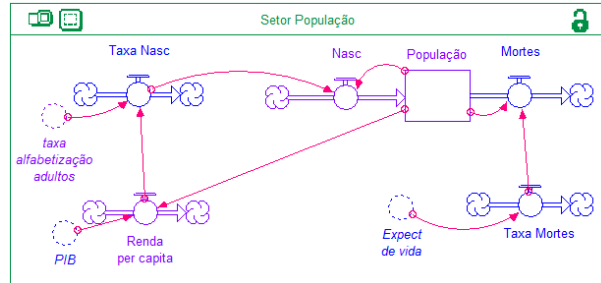 Setor População
Taxa Nasc
Nasc
População
Mortes
taxa
alfabetização
adultos
PIB
Renda
per capita
Expect
de vida
Taxa Mortes